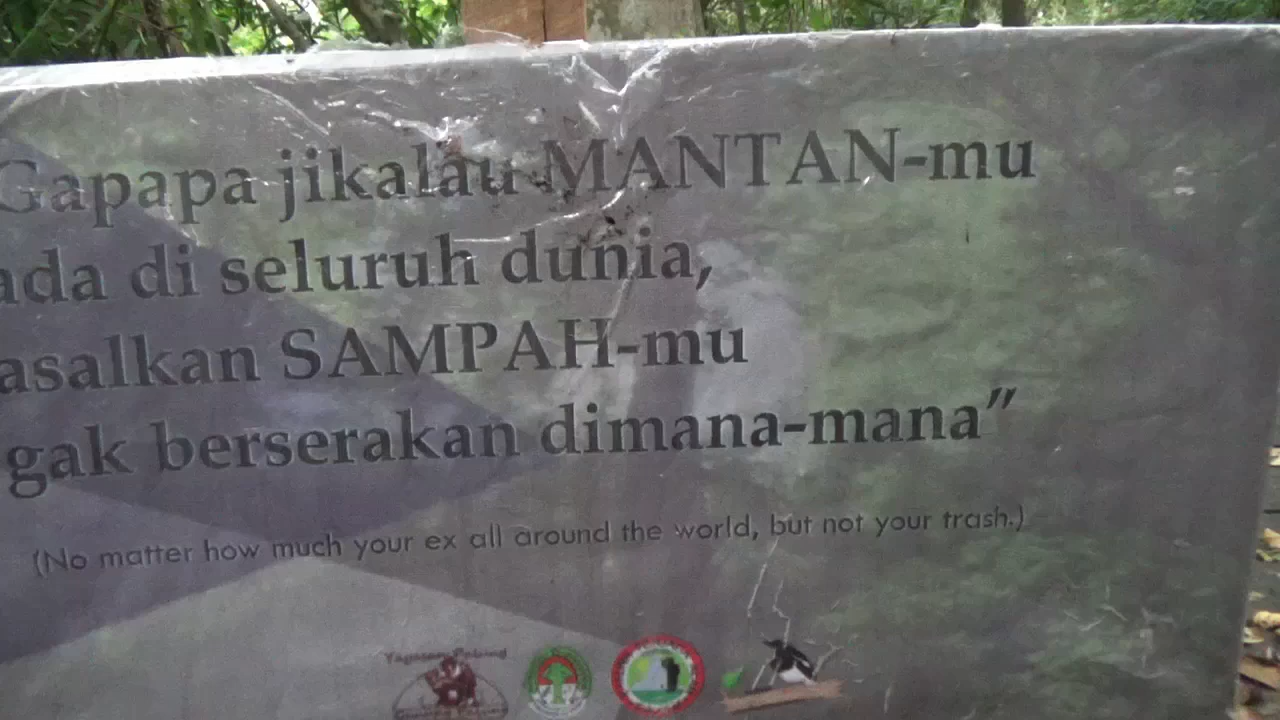 Gapapa jikalau MANTAN-mu
ada di seluruh dunia,
asalkan SAMPAH-mu
gak berserakan dimana-mana”
(No matter how much your ex all around the world, but not your trash.)